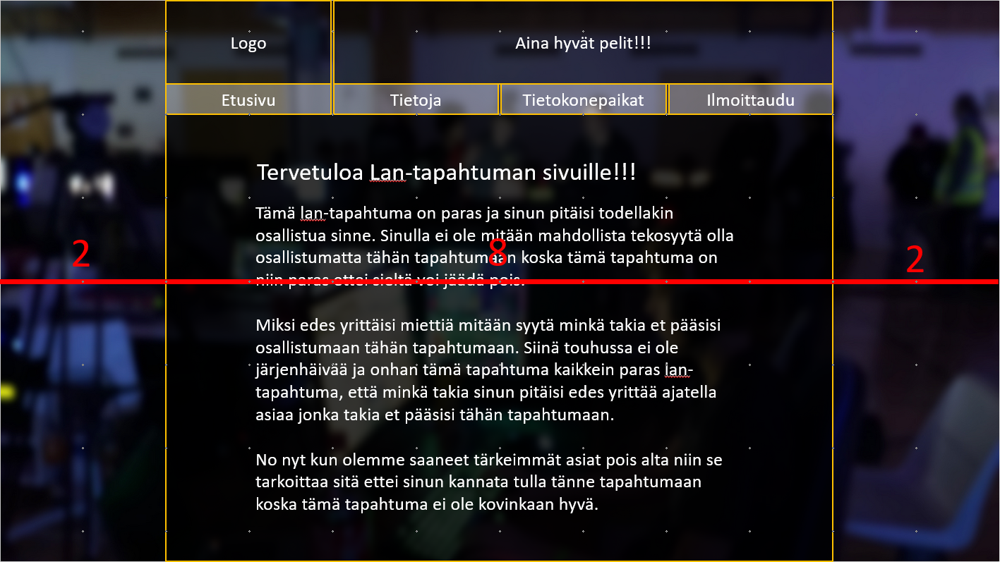 Logo
Aina hyvät pelit!!!
Etusivu
Tietoja
Tietokonepaikat
Ilmoittaudu
Tervetuloa Lan-tapahtuman sivuille!!!
Tämä lan-tapahtuma on paras ja sinun pitäisi todellakin
osallistua sinne. Sinulla ei ole mitään mahdollista tekosyytä olla
osallistumatta tähän tapahtumaan koska tämä tapahtuma on
niin paras ettei sieltä voi jäädä pois.
2
8
2
Miksi edes yrittäisi miettiä mitään syytä minkä takia et pääsisi
osallistumaan tähän tapahtumaan. Siinä touhussa ei ole
järjenhäivää ja onhan tämä tapahtuma kaikkein paras lan-
tapahtuma, että minkä takia sinun pitäisi edes yrittää ajatella
asiaa jonka takia et pääsisi tähän tapahtumaan.
No nyt kun olemme saaneet tärkeimmät asiat pois alta niin se
tarkoittaa sitä ettei sinun kannata tulla tänne tapahtumaan
koska tämä tapahtuma ei ole kovinkaan hyvä.